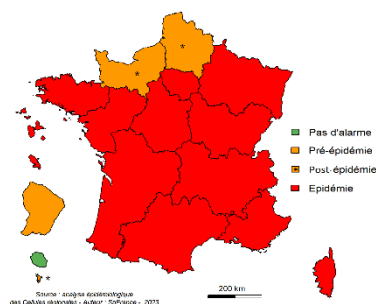 Pas d'alarme
Pré-épidémie
Post-épidémie
Epidémie
200 km
Source : analyse épidémiologique
des Cellules régionales - Auteur : SpFrance - 2023